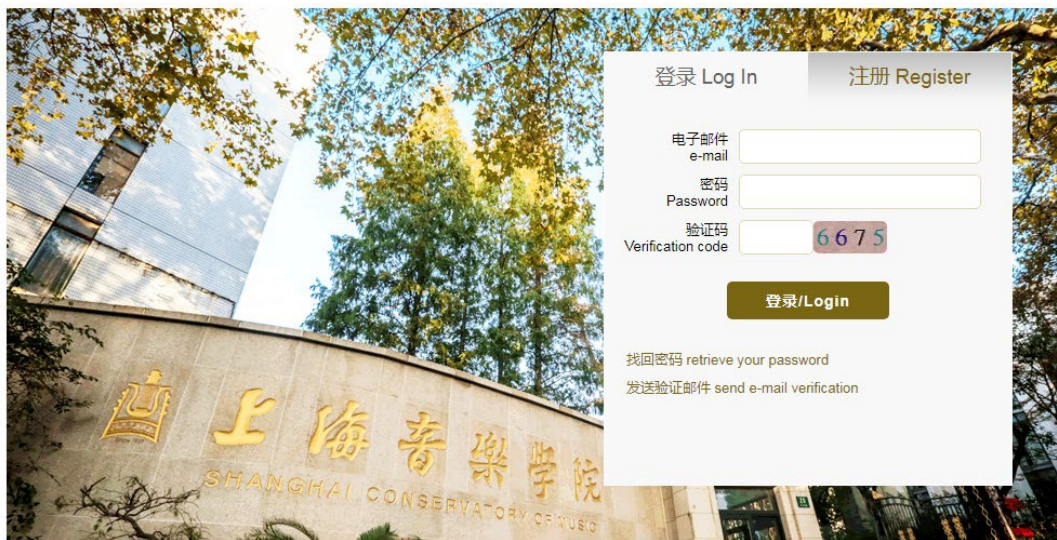 登录 Log In
注册 Register
电子邮件
e-mail
密码
Password
验证码
Verification code
6675
登录/Login
找回密码 retrieve your password
发送验证邮件 send e-mail verification
上海音樂學院
SHANGHAI CONSERVATORY OF MUSIC